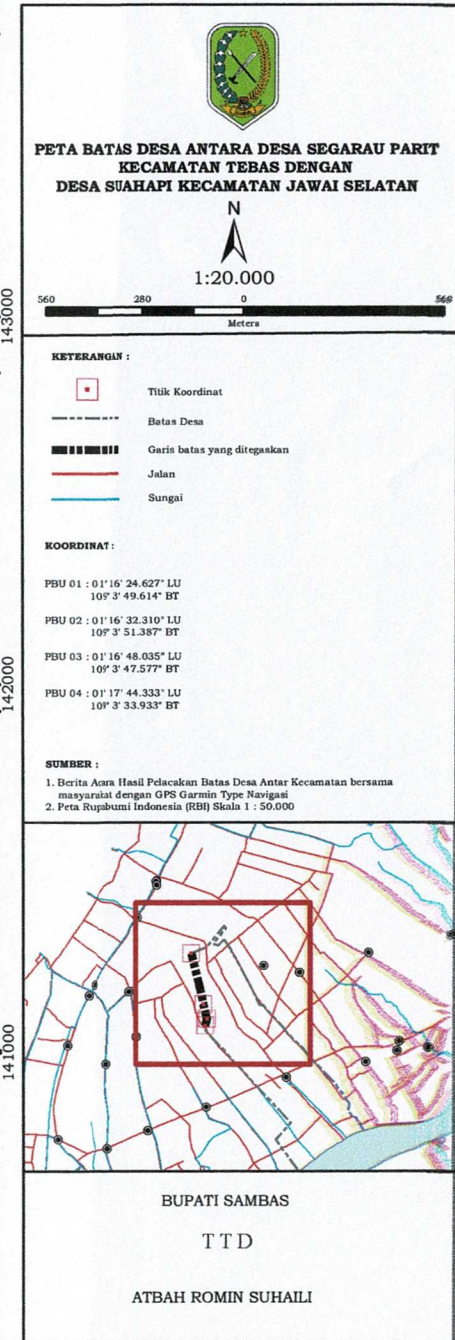 PETA BATAS DESA ANTARA DESA SEGARAU PARIT
KECAMATAN TEBAS DENGAN
DESA SUAHAPI KECAMATAN JAWAI SELATAN
N
1:20.000
560 280 0 560
Meters
KETERANGAN :
Titik Koordinat
Batas Desa
Garis batas yang ditegaskan
Jalan
Sungai
KOORDINAT :
PBU 01 : 01° 16' 24.627" LU
109° 3' 49.614" BT
PBU 02 : 01° 16' 32.310" LU
109° 3' 51.387" BT
PBU 03 : 01° 16' 48.035" LU
109° 3' 47.577" BT
PBU 04 : 01° 17' 44.333" LU
109° 3' 33.933" BT
SUMBER :
1. Berita Acara Hasil Pelacakan Batas Desa Antar Kecamatan bersama
masyarakat dengan GPS Garmin Type Navigasi
2. Peta Rupabumi Indonesia (RBI) Skala 1 : 50.000
BUPATI SAMBAS
TTD
ATBAH ROMIN SUHAILI
143000
142000
141000